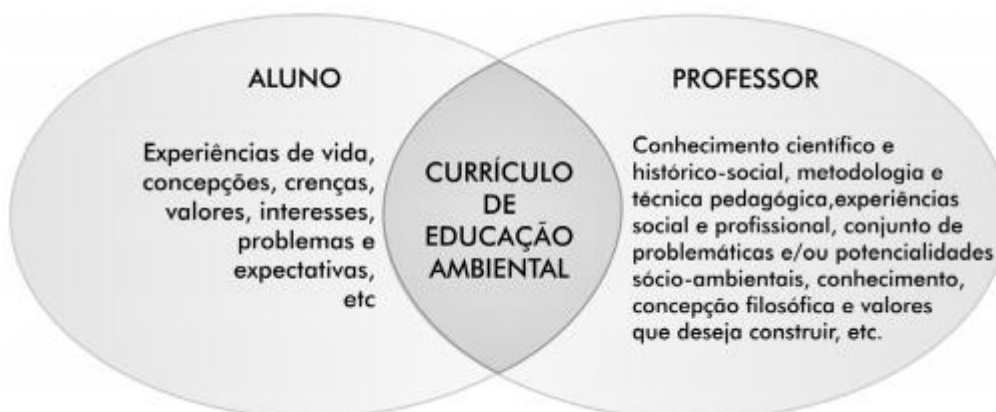 ALUNO
Experiências de vida,
concepções, crenças,
valores, interesses,
problemas e
expectativas,
etc
CURRÍCULO
DE
EDUCAÇÃO
AMBIENTAL
PROFESSOR
Conhecimento científico e
histórico-social, metodologia e
técnica pedagógica,experiências
social e profissional, conjunto de
problemáticas e/ou potencialidades
sócio-ambientais, conhecimento,
concepção filosófica e valores
que deseja construir, etc.